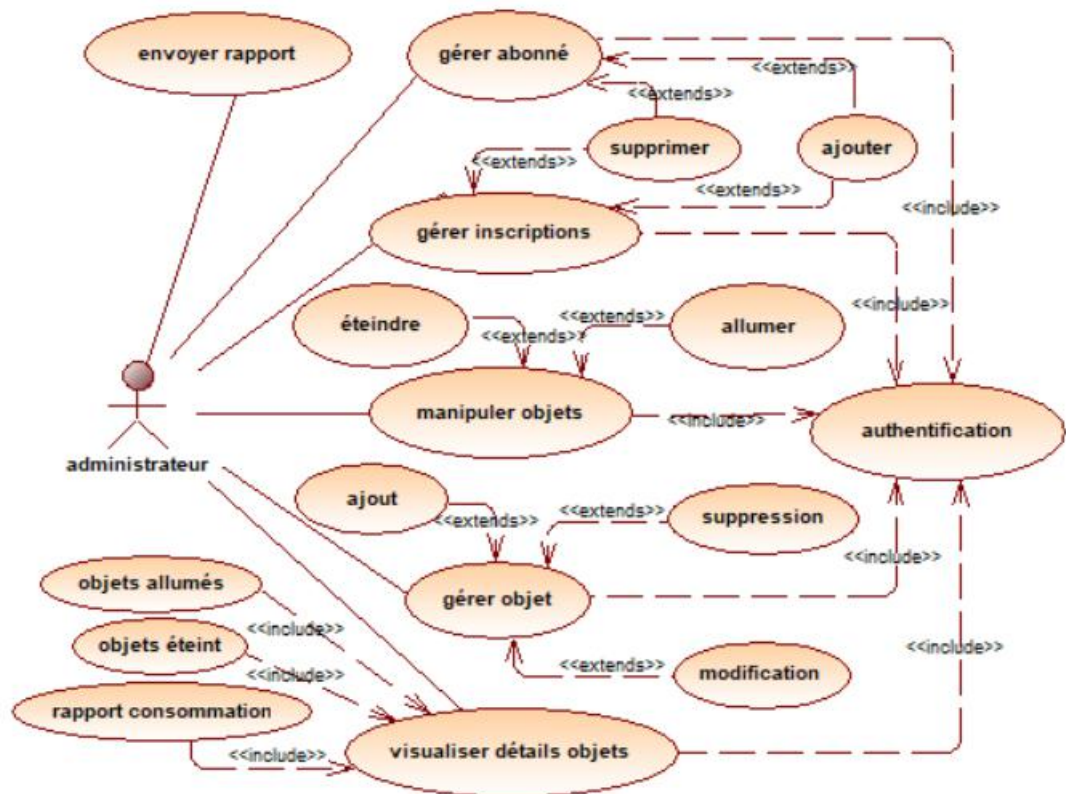 envoyer rapport
gérer abonné
<<extends>>
<<extends>>
supprimer
ajouter
<<extends>>
<<extends>>
<<include>>
gérer inscriptions
<<include>>
éteindre
<<extends>>
<<extends>>
allumer
manipuler objets
<<include>>
authentification
administrateur
ajout
<<extends>>
<<extends>>
suppression
<<include>>
objets allumés
gérer objet
<<include>>
objets éteint
<<include>>
<<include>>
<<extends>>
modification
rapport consommation
<<include>>
visualiser détails objets